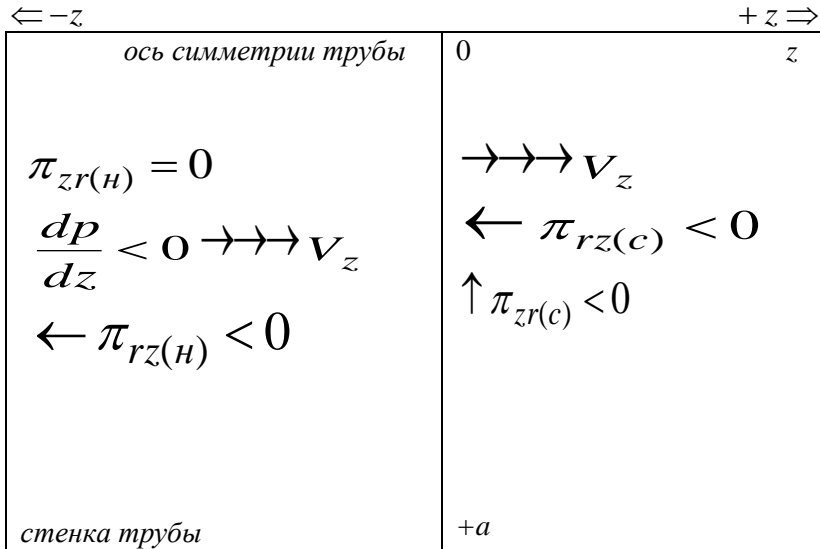 ⇐ −z + z ⇒
ось симметрии трубы 0 z
π_{zr(н)} = 0
→→→ V_z
dp/dz < 0 →→→ V_z
← π_{rz(с)} < 0
↑ π_{zr(с)} < 0
← π_{rz(н)} < 0
стенка трубы +a